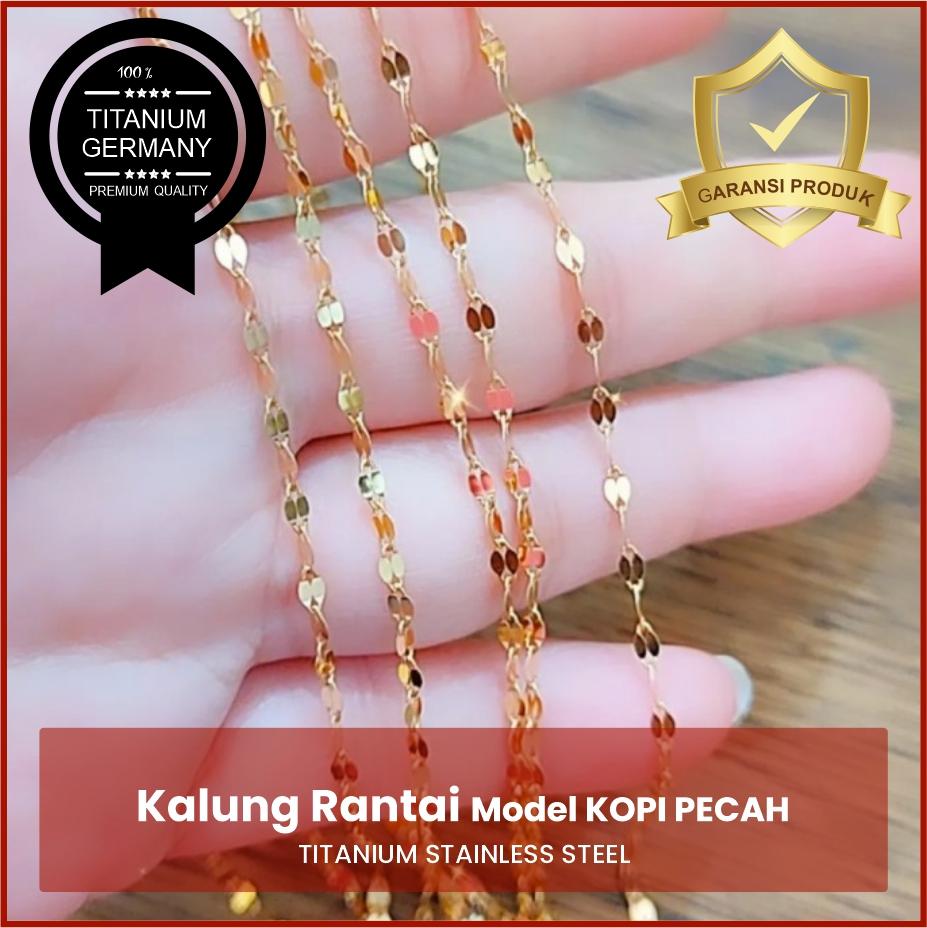 100 %
TITANIUM
GERMANY
PREMIUM QUALITY
GARANSI PRODUK
Kalung Rantai Model KOPI PECAH
TITANIUM STAINLESS STEEL